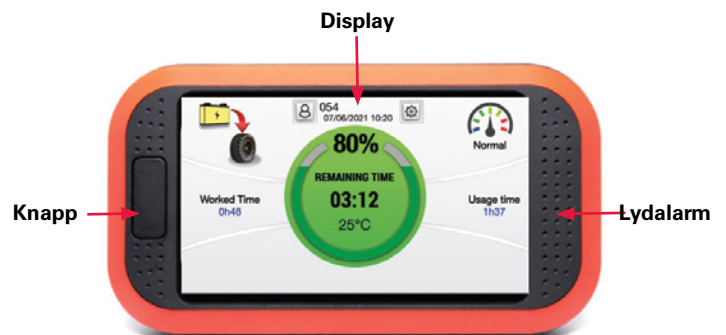 Display
054
07/06/2021 10:20
80%
Normal
REMAINING TIME
Worked Time
0h48
03:12
Usage time
1h37
25°C
Knapp
Lydalarm